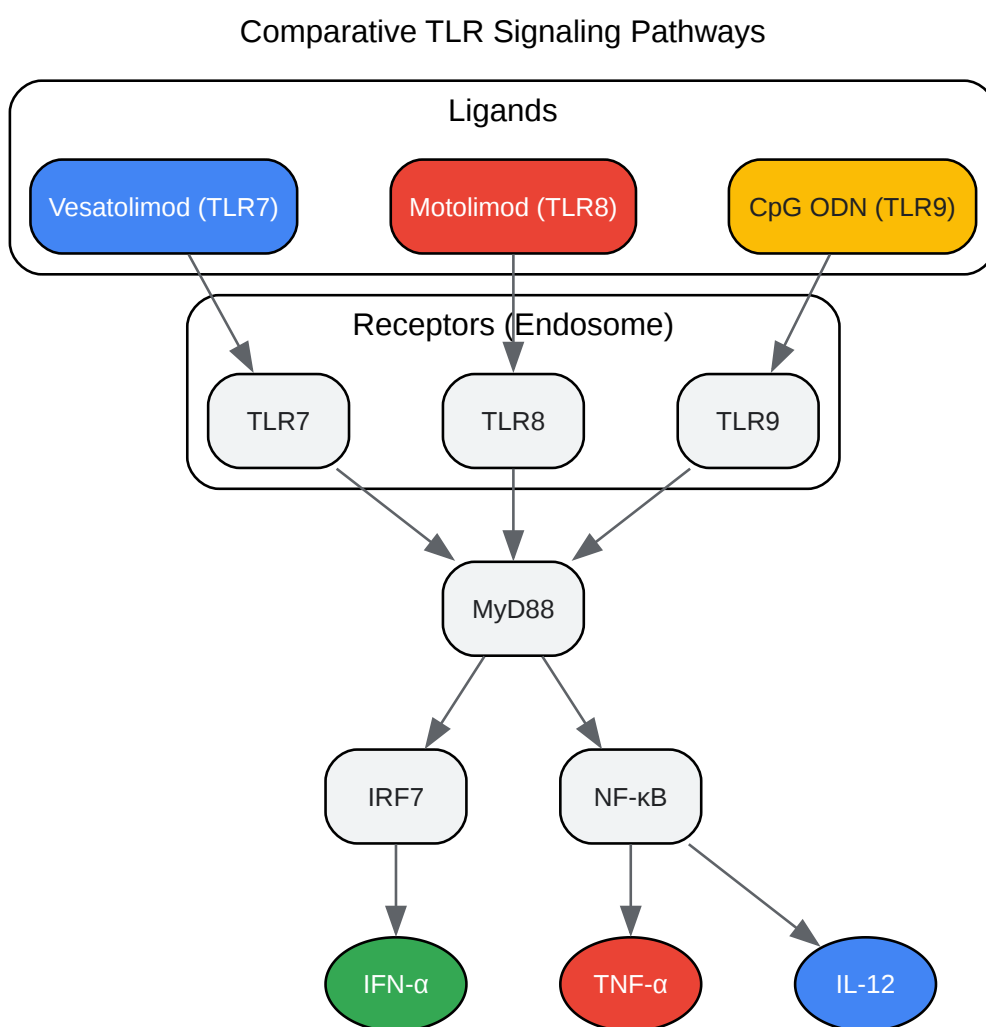 Comparative TLR Signaling Pathways
Ligands
Vesatolimod (TLR7)
Motolimod (TLR8)
CpG ODN (TLR9)
Receptors (Endosome)
TLR7
TLR8
TLR9
MyD88
IRF7
NF-κB
IFN-α
TNF-α
IL-12